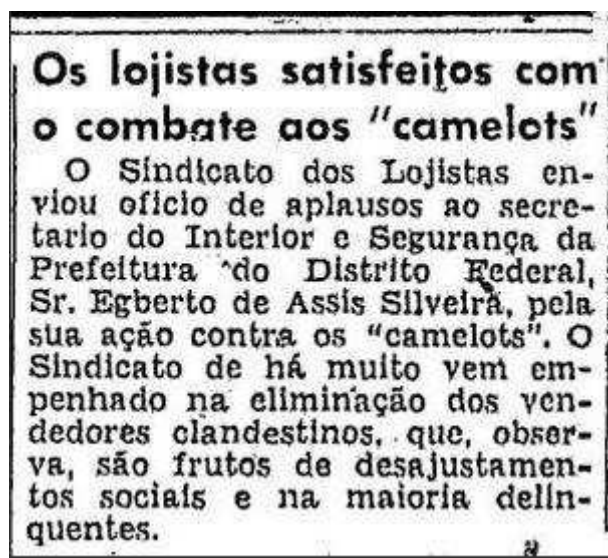 Os lojistas satisfeitos com
o combate aos "camelots"
O Sindicato dos Lojistas en-
viou oficio de aplausos ao secre-
tario do Interior e Segurança da
Prefeitura do Distrito Federal,
Sr. Egberto de Assis Silveira, pela
sua ação contra os "camelots". O
Sindicato de há muito vem em-
penhado na eliminação dos ven-
dedores clandestinos, que, obser-
va, são frutos de desajustamen-
tos sociais e na maioria delin-
quentes.